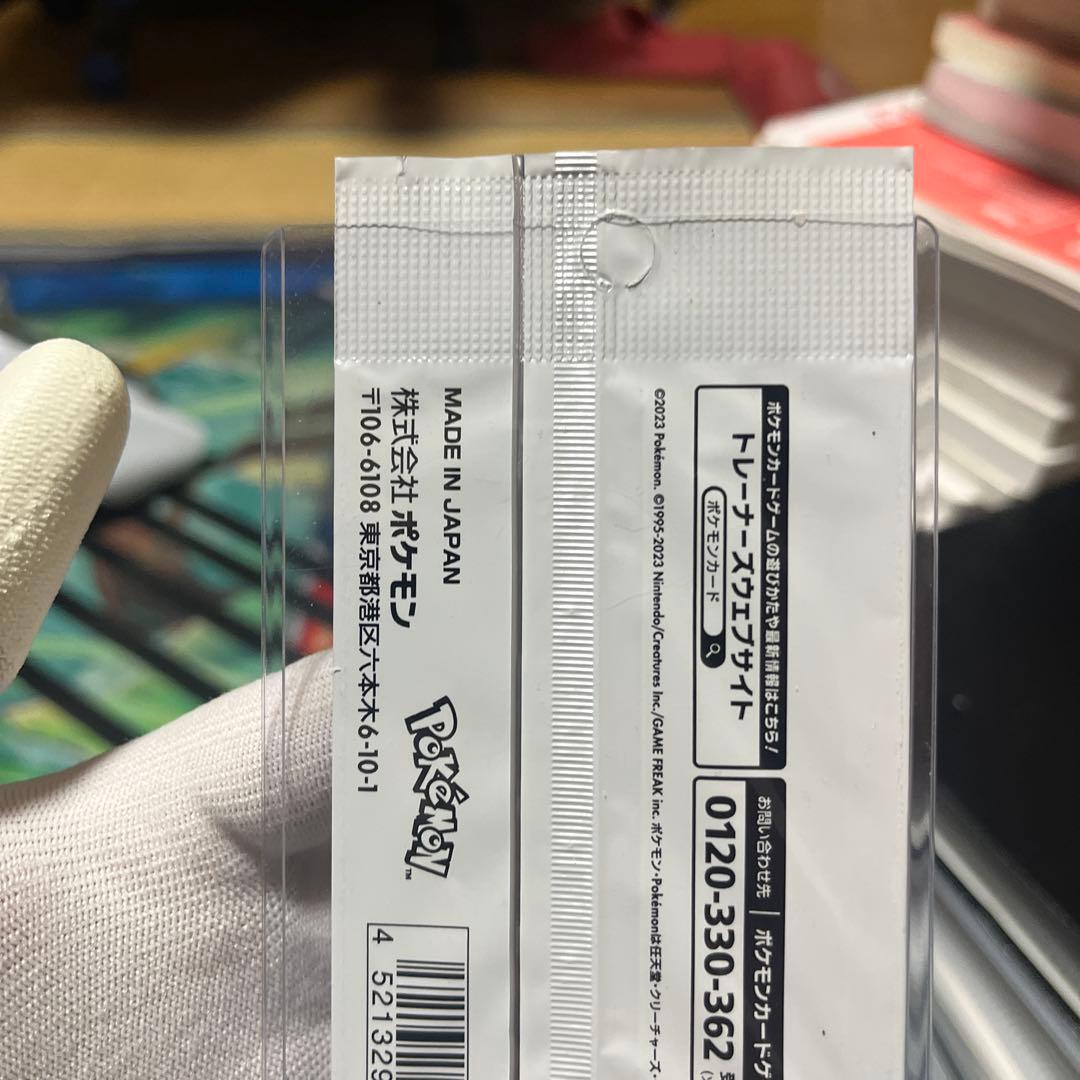 ポケモンカードゲームの遊びかたや最新情報はこちら!
トレーナーズウェブサイト
ポケモンカード
お問い合わせ先 | ポケモンカードゲ
0120-330-362
©2023 Pokémon. ©1995-2023 Nintendo/Creatures Inc./GAME FREAK inc. ポケモン・Pokémonは任天堂・クリーチャーズ・
MADE IN JAPAN
株式会社 ポケモン
〒106-6108 東京都港区六本木6-10-1
POKéMON™
4 521329